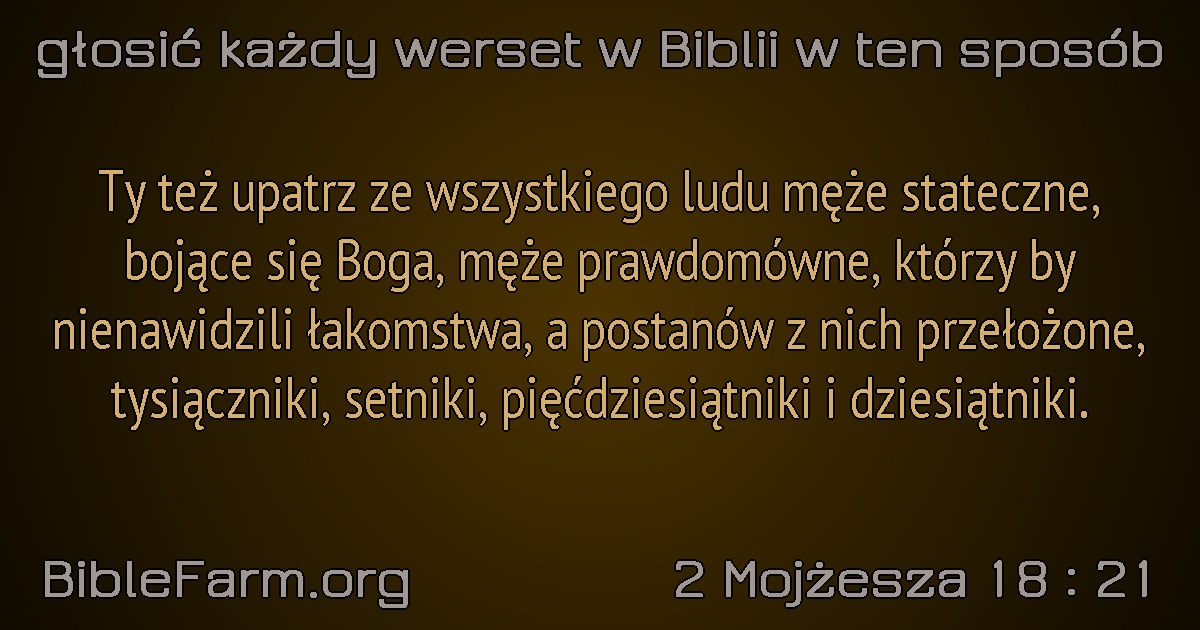 głosić każdy werset w Biblii w ten sposób
Ty też upatrz ze wszystkiego ludu męże stateczne,
bojące się Boga, męże prawdomówne, którzy by
nienawidzili łakomstwa, a postanów z nich przełożone,
tysiączniki, setniki, pięćdziesiątniki i dziesiątniki.
BibleFarm.org
2 Mojżesza 18 : 21